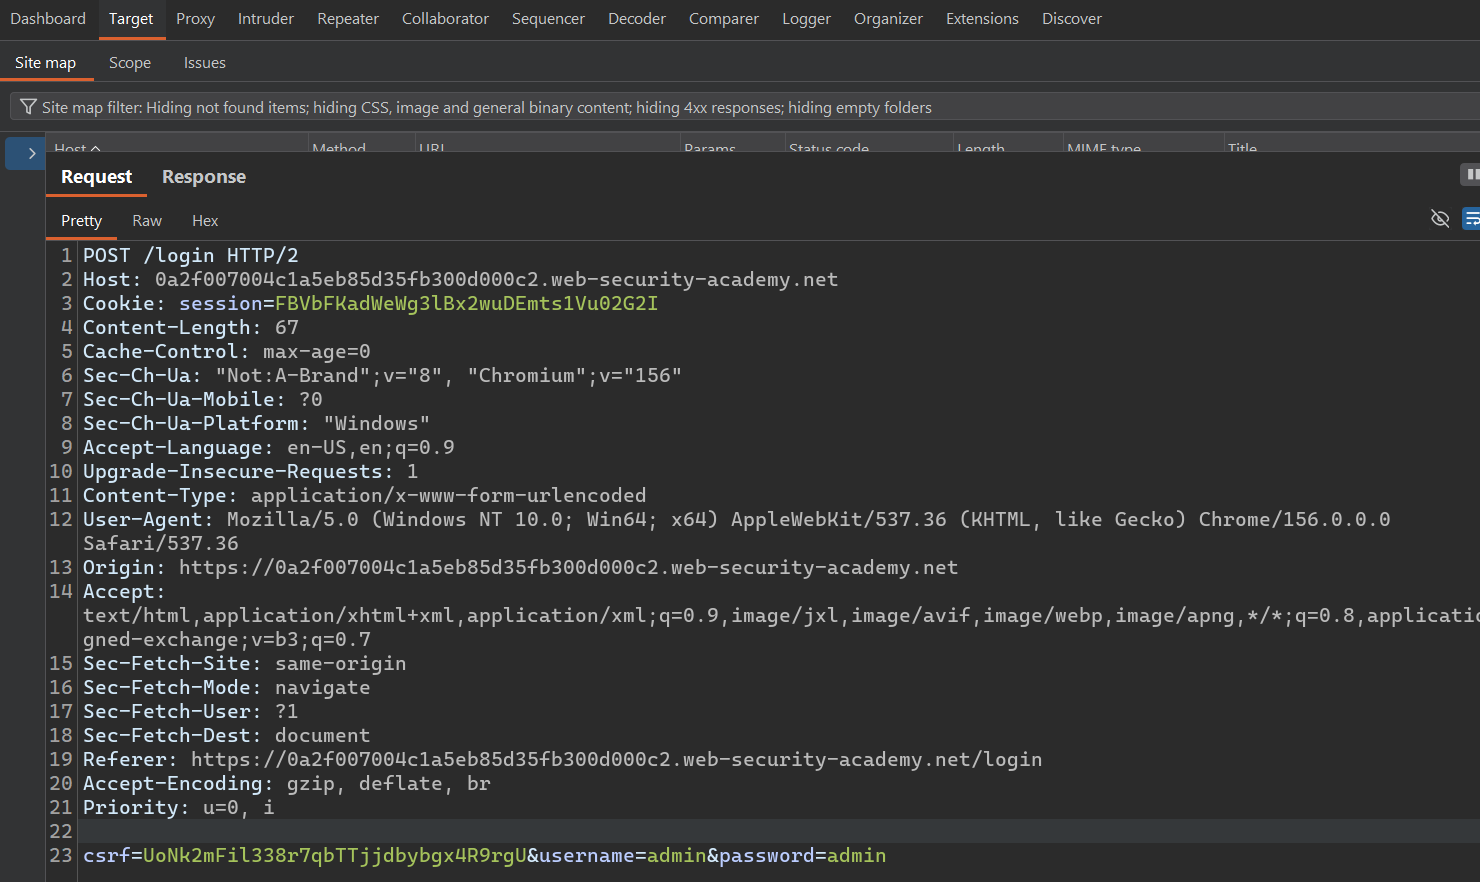 Dashboard Target Proxy Intruder Repeater Collaborator Sequencer Decoder Comparer Logger Organizer Extensions Discover
Site map Scope Issues
Site map filter: Hiding not found items; hiding CSS, image and general binary content; hiding 4xx responses; hiding empty folders
Host Method URL Params Status code Length MIME type Title
Request Response
Pretty Raw Hex
1 POST /login HTTP/2
2 Host: 0a2f007004c1a5eb85d35fb300d000c2.web-security-academy.net
3 Cookie: session=FBVbFKadWeWg3lBx2wuDEmts1Vu02G2I
4 Content-Length: 67
5 Cache-Control: max-age=0
6 Sec-Ch-Ua: "Not:A-Brand";v="8", "Chromium";v="156"
7 Sec-Ch-Ua-Mobile: ?0
8 Sec-Ch-Ua-Platform: "Windows"
9 Accept-Language: en-US,en;q=0.9
10 Upgrade-Insecure-Requests: 1
11 Content-Type: application/x-www-form-urlencoded
12 User-Agent: Mozilla/5.0 (Windows NT 10.0; Win64; x64) AppleWebKit/537.36 (KHTML, like Gecko) Chrome/156.0.0.0
Safari/537.36
13 Origin: https://0a2f007004c1a5eb85d35fb300d000c2.web-security-academy.net
14 Accept:
text/html,application/xhtml+xml,application/xml;q=0.9,image/jxl,image/avif,image/webp,image/apng,*/*;q=0.8,applicatio
gned-exchange;v=b3;q=0.7
15 Sec-Fetch-Site: same-origin
16 Sec-Fetch-Mode: navigate
17 Sec-Fetch-User: ?1
18 Sec-Fetch-Dest: document
19 Referer: https://0a2f007004c1a5eb85d35fb300d000c2.web-security-academy.net/login
20 Accept-Encoding: gzip, deflate, br
21 Priority: u=0, i
22
23 csrf=UoNk2mFil338r7qbTTjjdbybgx4R9rgU&username=admin&password=admin